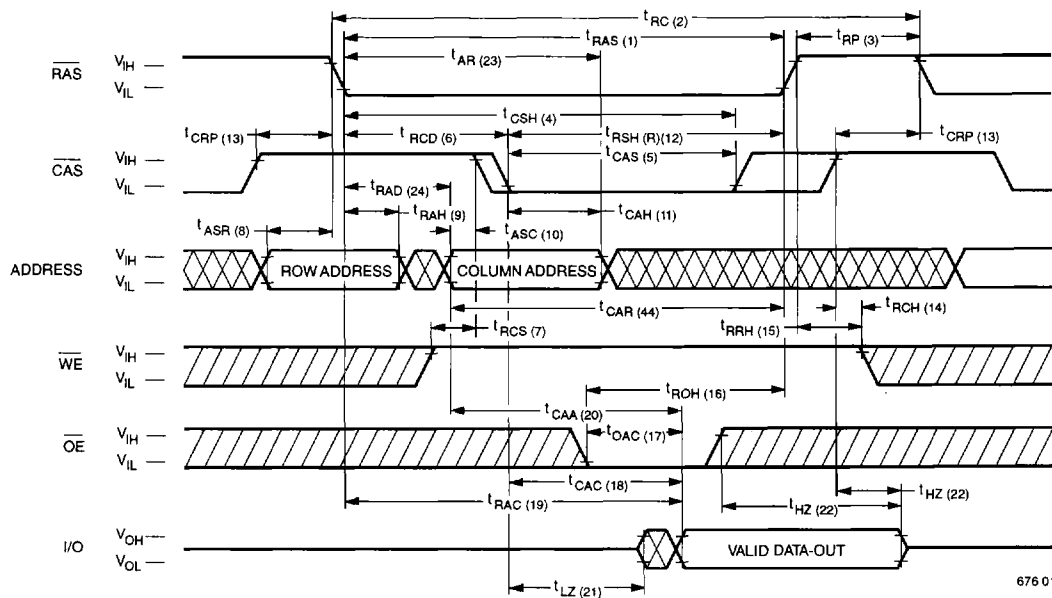 tRC (2)
tRAS (1)
tRP (3)
tAR (23)
RAS
VIH
VIL
tCSH (4)
tCRP (13)
tRCD (6)
tRSH (R)(12)
tCRP (13)
CAS
VIH
VIL
tCAS (5)
tRAD (24)
tRAH (9)
tCAH (11)
tASR (8)
tASC (10)
ADDRESS
VIH
VIL
ROW ADDRESS
COLUMN ADDRESS
tCAR (44)
tRCH (14)
tRCS (7)
tRRH (15)
WE
VIH
VIL
tROH (16)
tCAA (20)
tOAC (17)
OE
VIH
VIL
tCAC (18)
tRAC (19)
tHZ (22)
tHZ (22)
I/O
VOH
VOL
VALID DATA-OUT
tLZ (21)
676 01